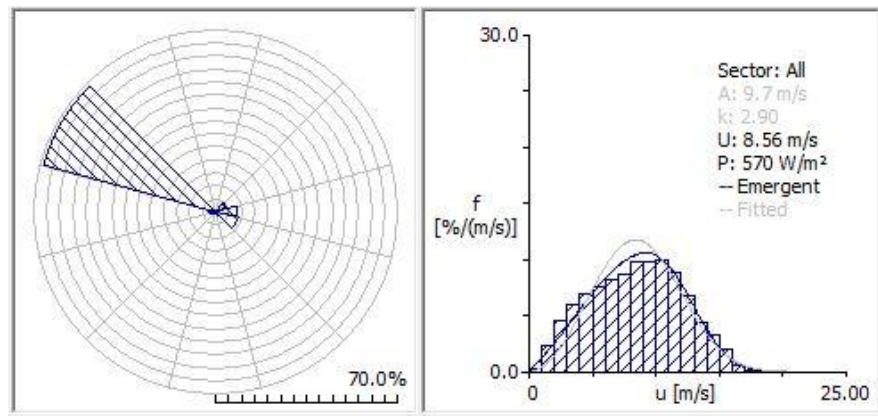 70.0%
30.0
Sector: All
A: 9.7 m/s
k: 2.90
U: 8.56 m/s
P: 570 W/m²
-- Emergent
-- Fitted
f
[%/(m/s)]
0.0
0 u [m/s] 25.00